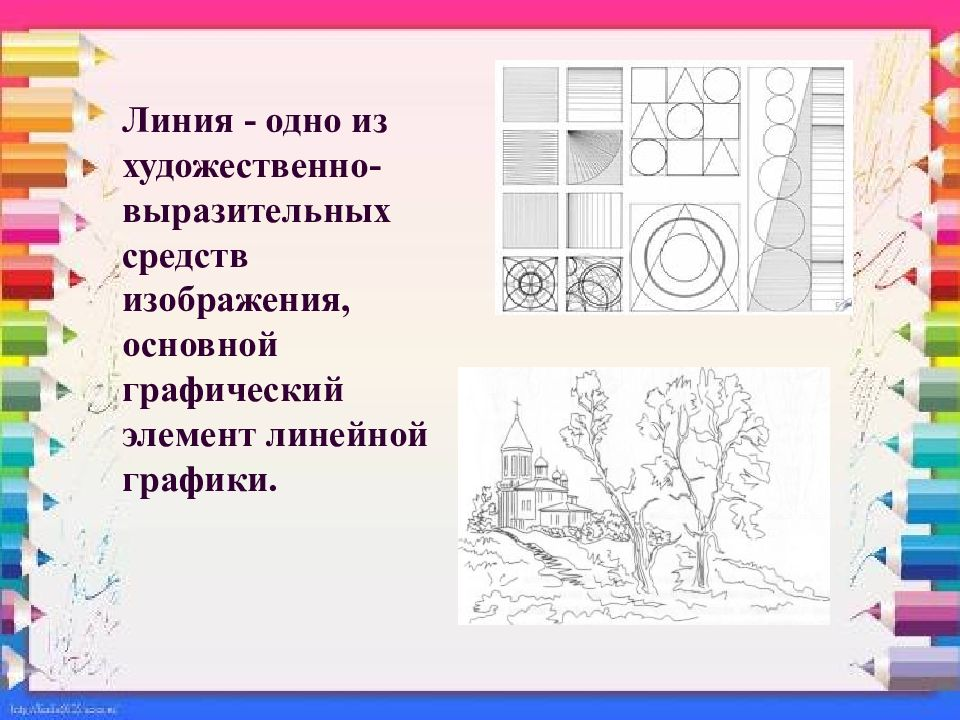 Линия - одно из
художественно-
выразительных
средств
изображения,
основной
графический
элемент линейной
графики.